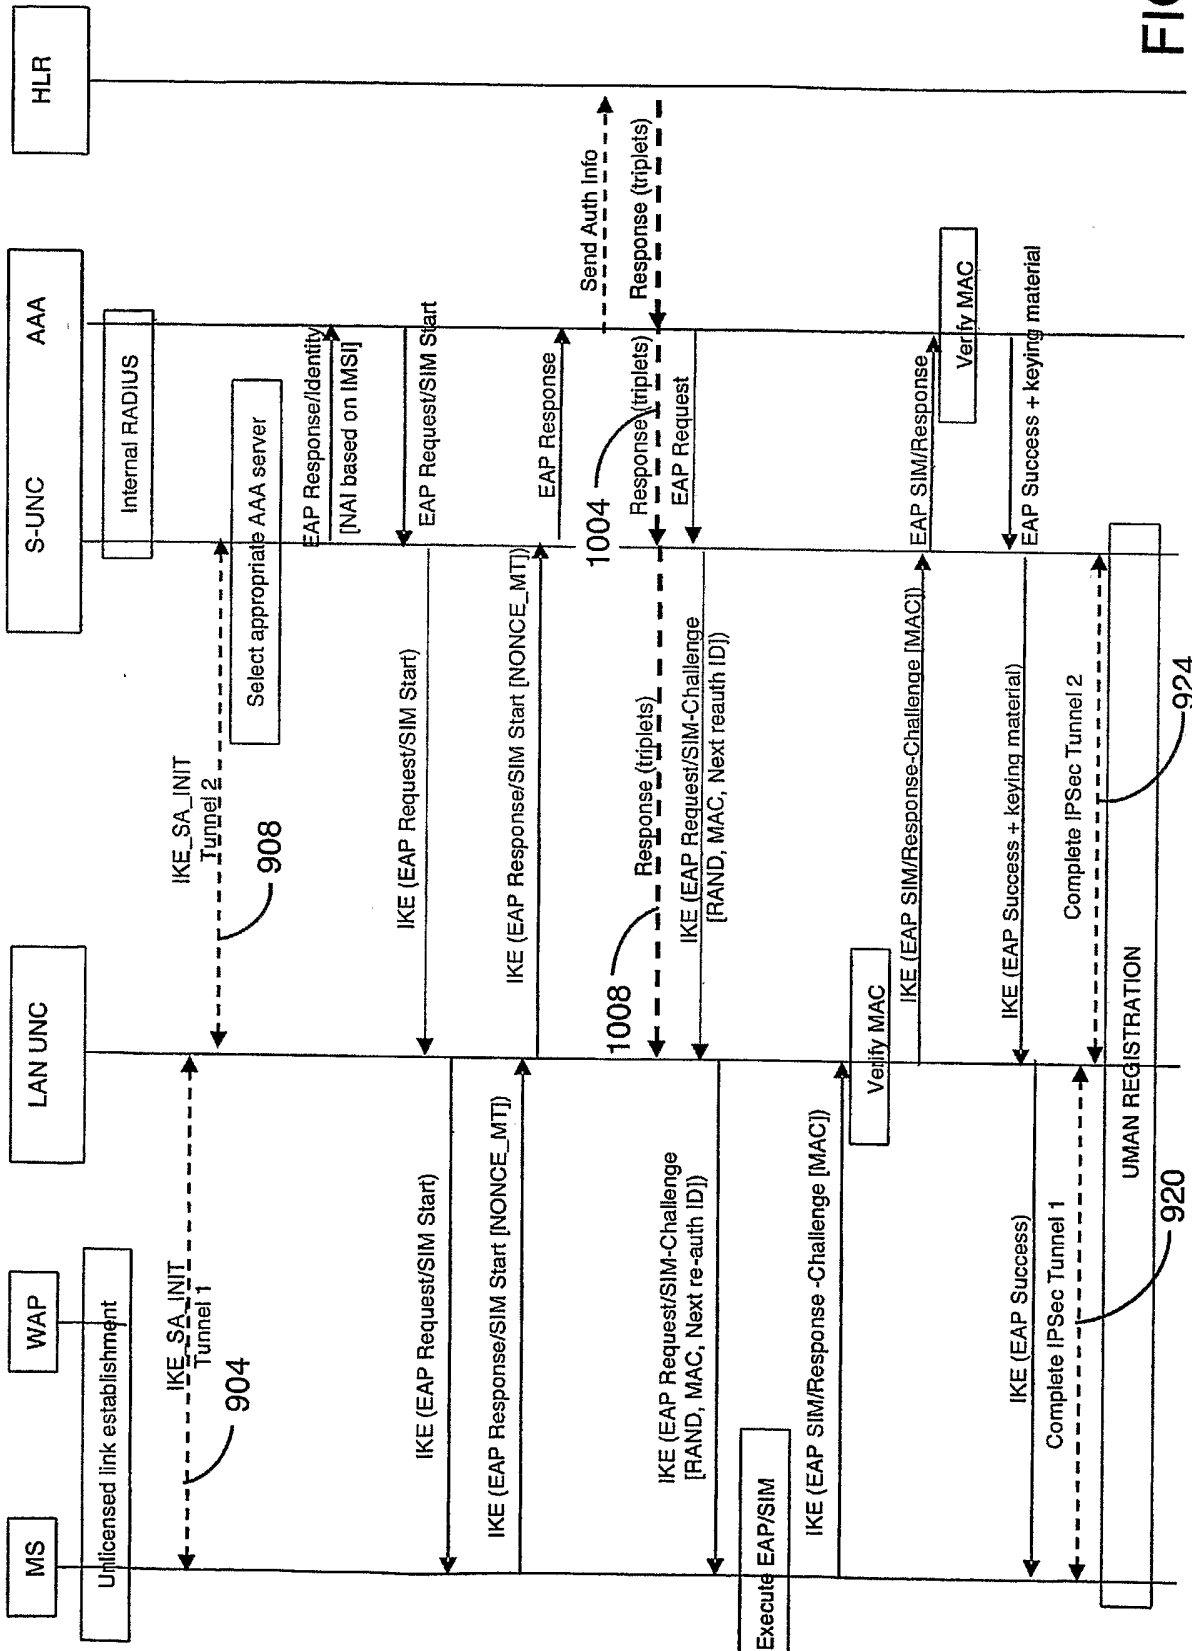 MS
WAP
LAN UNC
S-UNC
AAA
HLR
Unlicensed link establishment
Internal RADIUS
IKE_SA_INIT
Tunnel 1
904
IKE_SA_INIT
Tunnel 2
908
Select appropriate AAA server
EAP Response/Identity
[NAI based on IMSI]
EAP Request/SIM Start
IKE (EAP Request/SIM Start)
IKE (EAP Request/SIM Start)
IKE (EAP Response/SIM Start [NONCE_MT])
IKE (EAP Response/SIM Start [NONCE_MT])
EAP Response
Send Auth Info
Response (triplets)
Response (triplets)
1004
Response (triplets)
1008
EAP Request
IKE (EAP Request/SIM-Challenge
[RAND, MAC, Next reauth ID])
IKE (EAP Request/SIM-Challenge
[RAND, MAC, Next re-auth ID])
Execute EAP/SIM
IKE (EAP SIM/Response -Challenge [MAC])
Verify MAC
IKE (EAP SIM/Response-Challenge [MAC])
EAP SIM/Response
Verify MAC
EAP Success + keying material
IKE (EAP Success + keying material)
IKE (EAP Success)
Complete IPSec Tunnel 1
920
Complete IPSec Tunnel 2
924
UMAN REGISTRATION